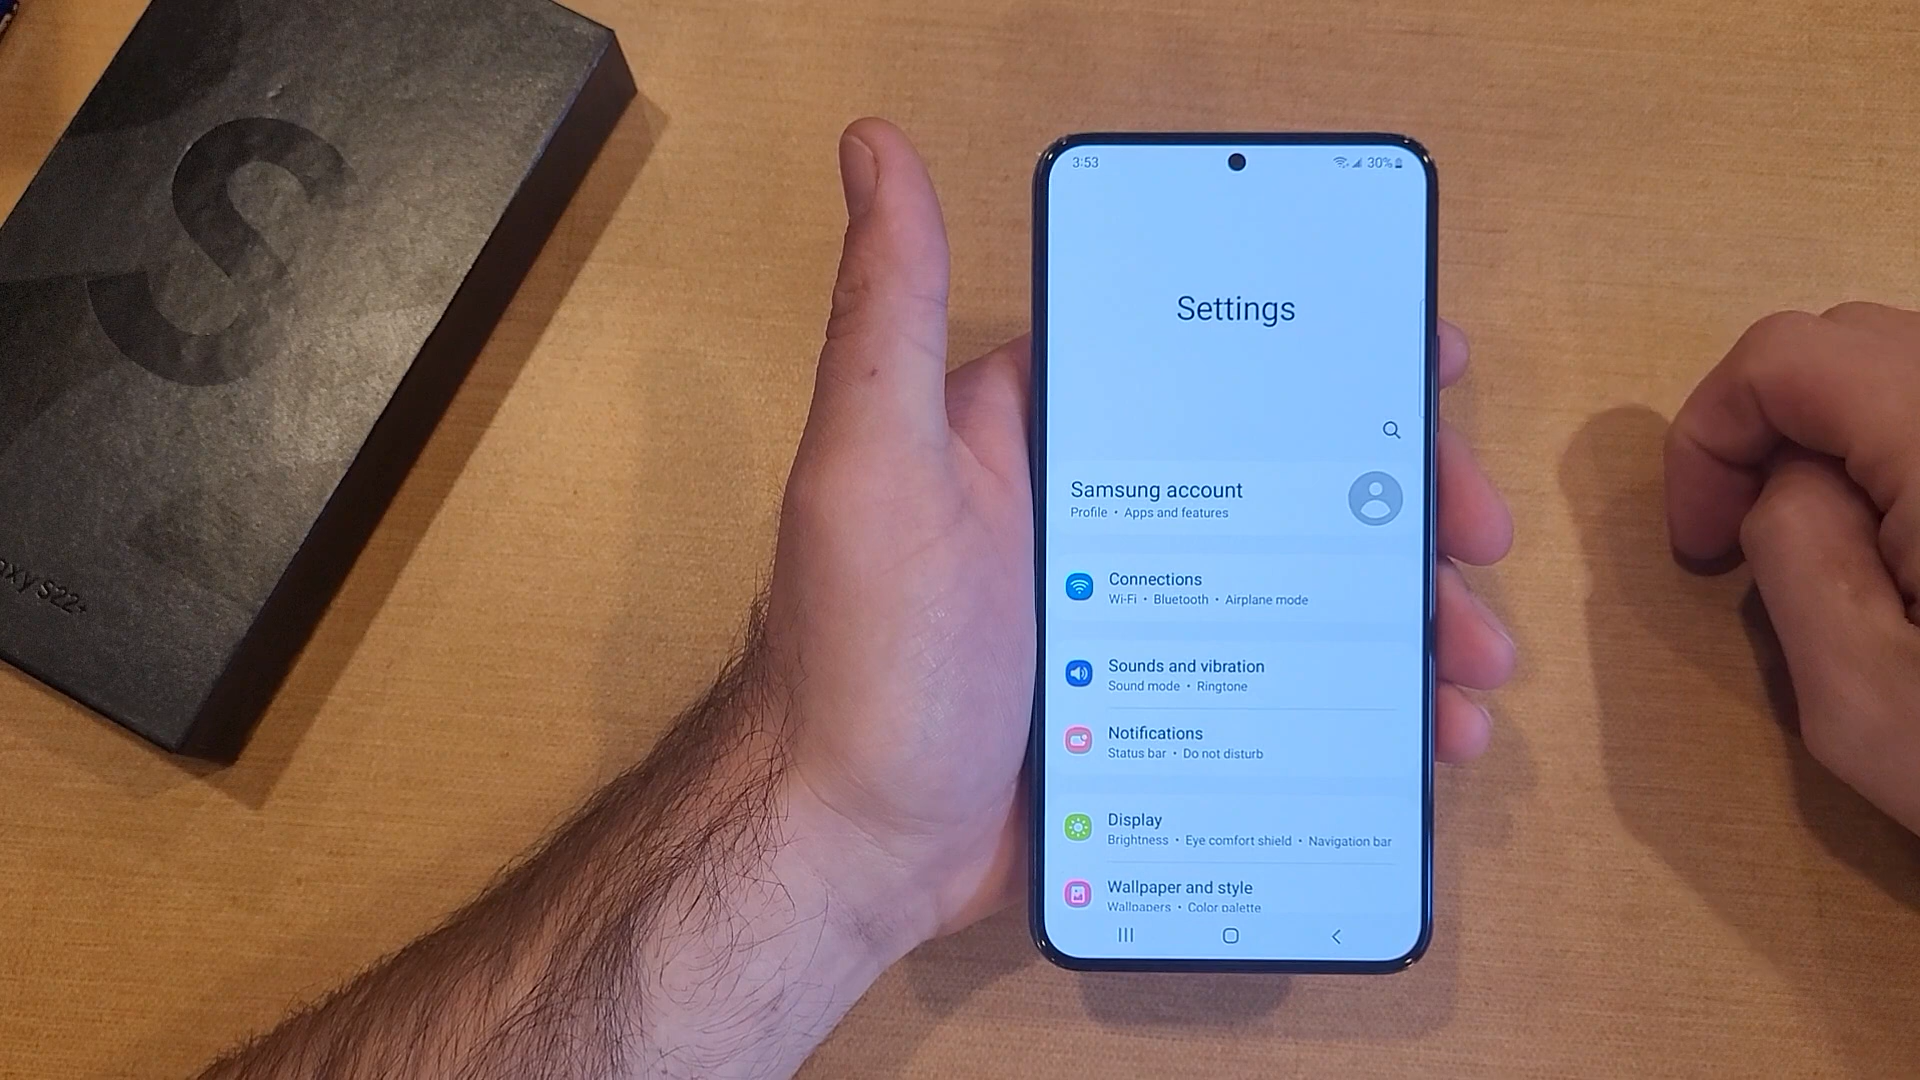 S
S22+
3:53
30%
Settings
Samsung account
Profile • Apps and features
Connections
Wi-Fi • Bluetooth • Airplane mode
Sounds and vibration
Sound mode • Ringtone
Notifications
Status bar • Do not disturb
Display
Brightness • Eye comfort shield • Navigation bar
Wallpaper and style
Wallpapers • Color palette